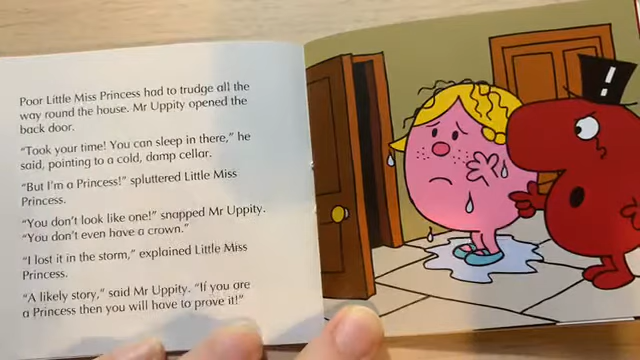 Poor Little Miss Princess had to trudge all the
way round the house. Mr Uppity opened the
back door.
“Took your time! You can sleep in there,” he
said, pointing to a cold, damp cellar.
“But I'm a Princess!” spluttered Little Miss
Princess.
“You don't look like one!” snapped Mr Uppity.
“You don't even have a crown.”
“I lost it in the storm,” explained Little Miss
Princess.
“A likely story,” said Mr Uppity. “If you are
a Princess then you will have to prove it!”